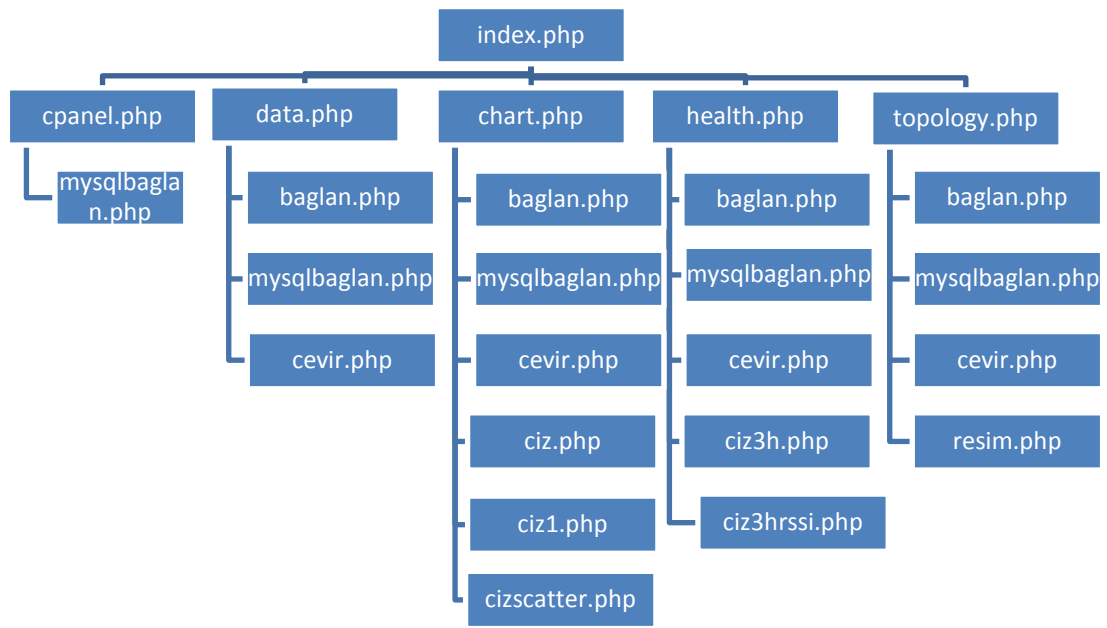 index.php
cpanel.php
data.php
chart.php
health.php
topology.php
mysqlbagla
n.php
baglan.php
baglan.php
baglan.php
baglan.php
mysqlbaglan.php
mysqlbaglan.php
mysqlbaglan.php
mysqlbaglan.php
cevir.php
cevir.php
cevir.php
cevir.php
ciz.php
ciz3h.php
resim.php
ciz1.php
ciz3hrssi.php
cizscatter.php